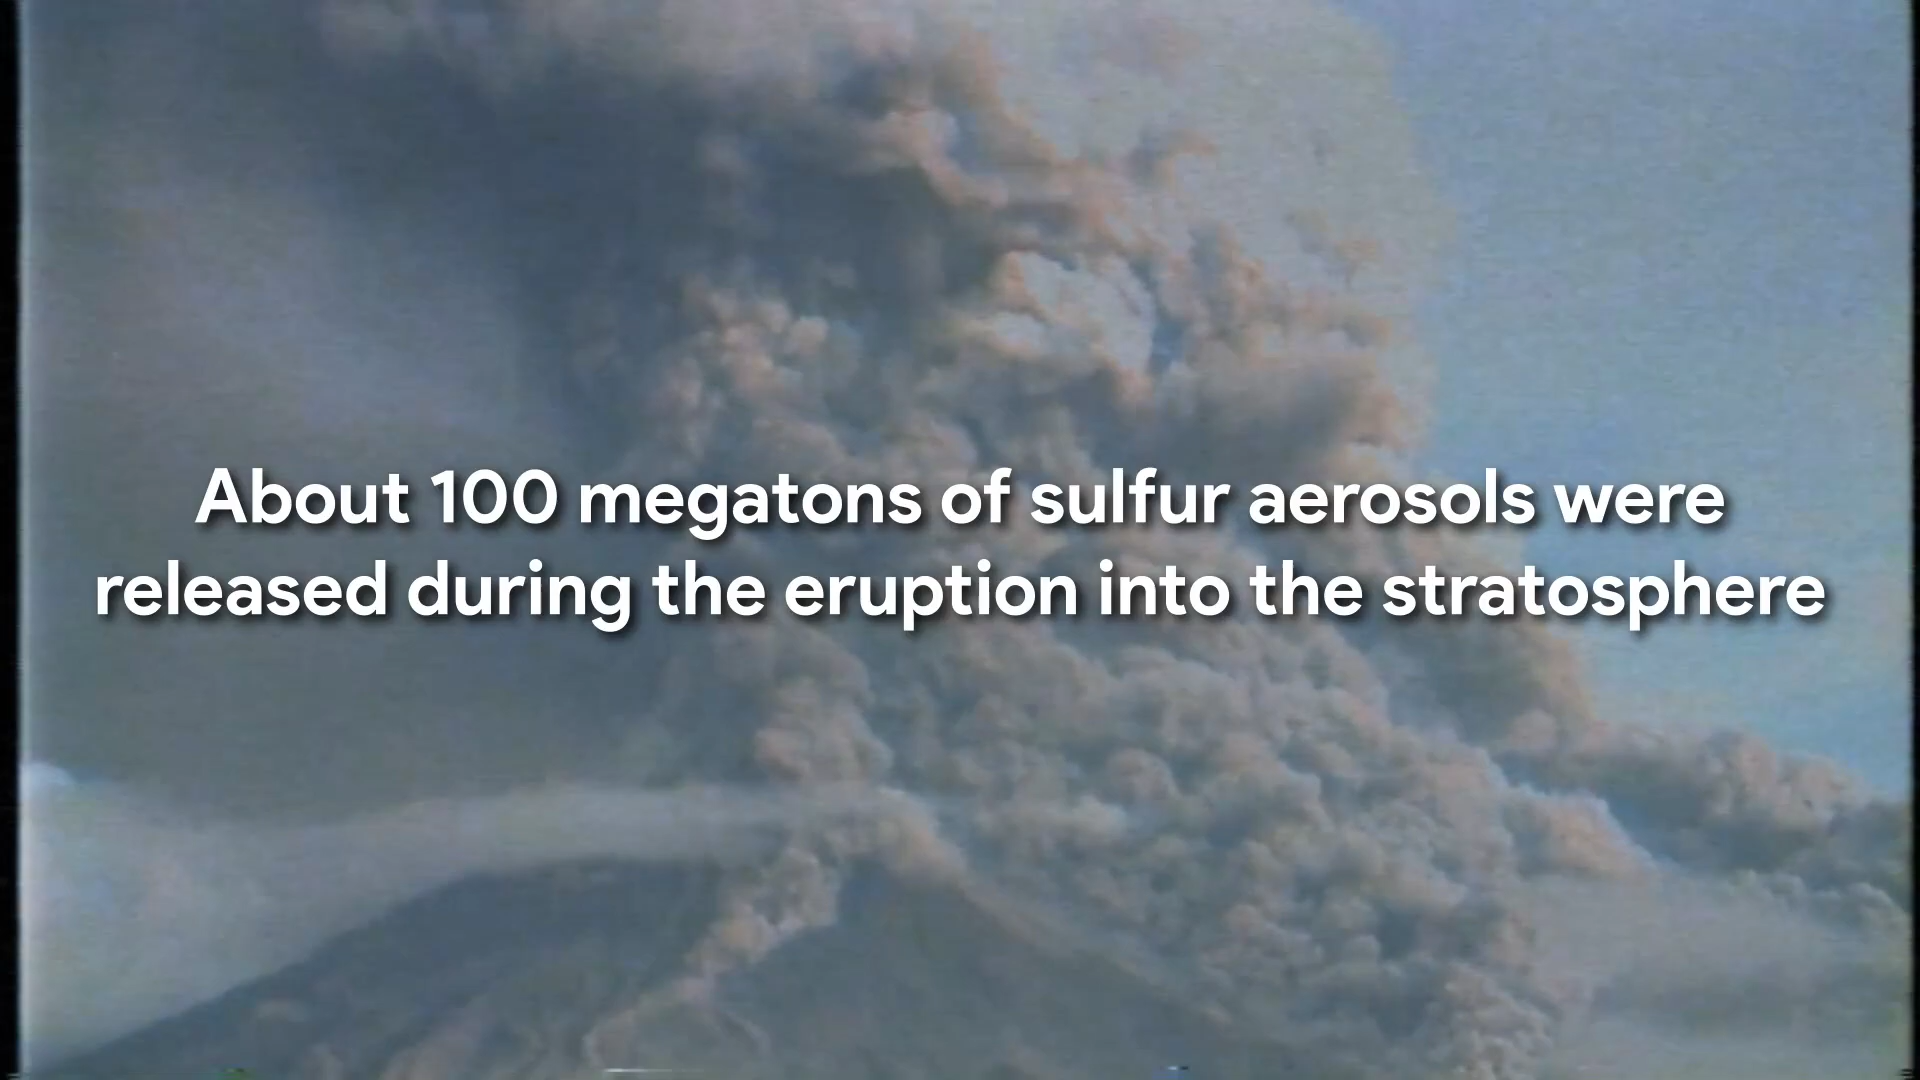 About 100 megatons of sulfur aerosols were
released during the eruption into the stratosphere